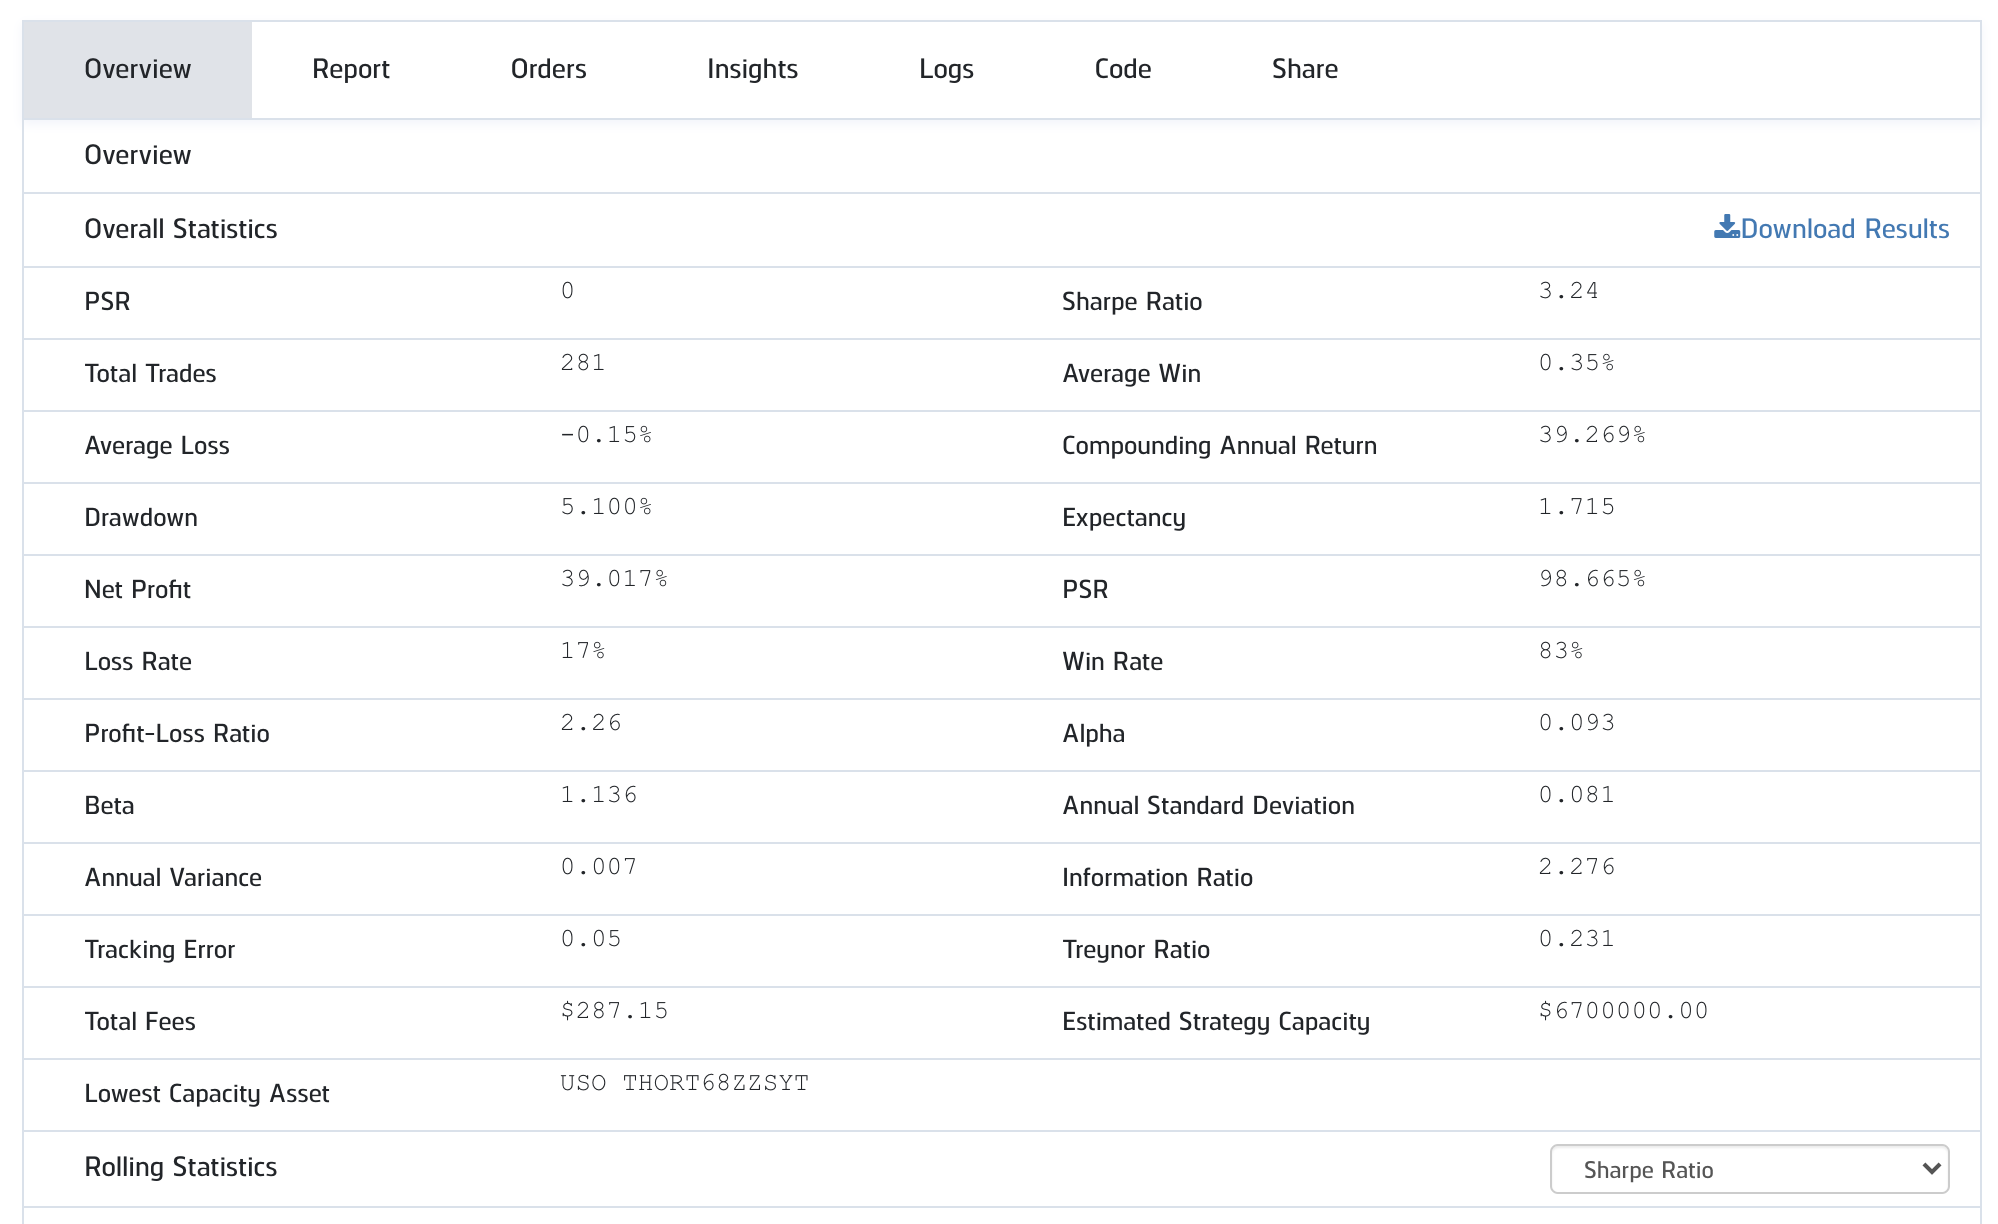 Overview Report Orders Insights Logs Code Share
Overview
Overall Statistics Download Results
PSR 0 Sharpe Ratio 3.24
Total Trades 281 Average Win 0.35%
Average Loss -0.15% Compounding Annual Return 39.269%
Drawdown 5.100% Expectancy 1.715
Net Profit 39.017% PSR 98.665%
Loss Rate 17% Win Rate 83%
Profit-Loss Ratio 2.26 Alpha 0.093
Beta 1.136 Annual Standard Deviation 0.081
Annual Variance 0.007 Information Ratio 2.276
Tracking Error 0.05 Treynor Ratio 0.231
Total Fees $287.15 Estimated Strategy Capacity $6700000.00
Lowest Capacity Asset USO THORT68ZZSYT
Rolling Statistics Sharpe Ratio